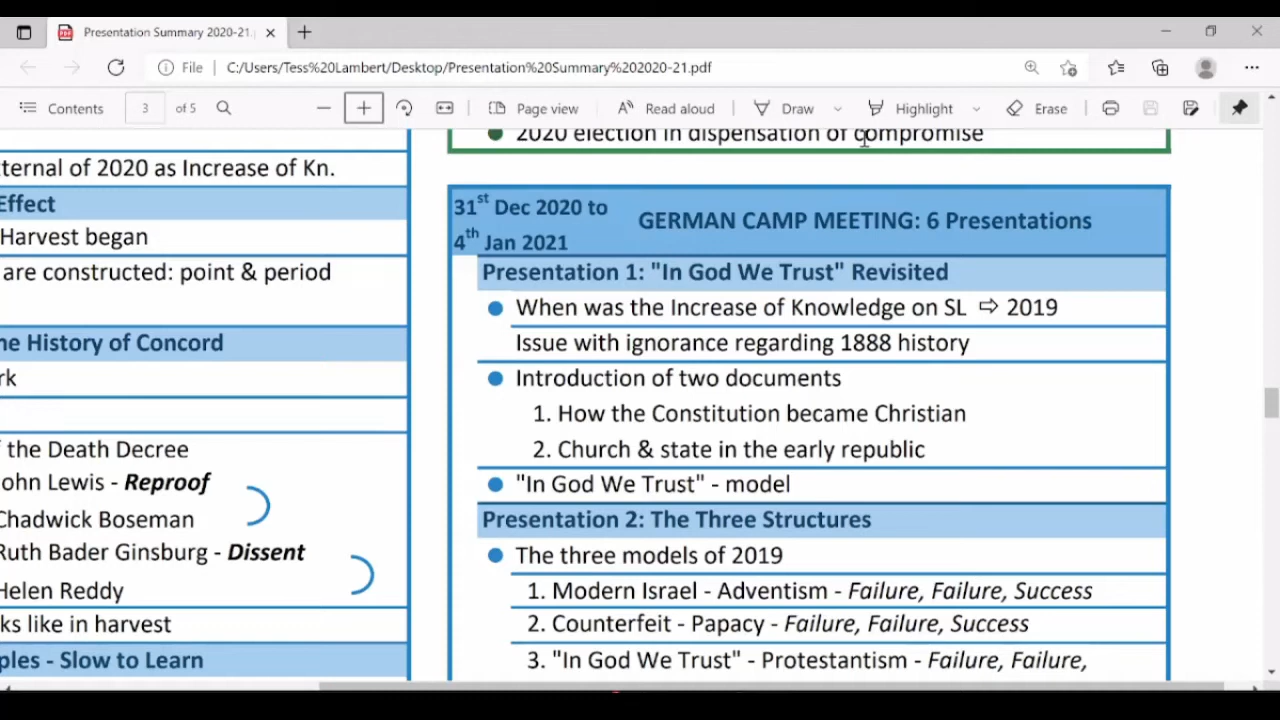 Presentation Summary 2020-21.
File
C:/Users/Tess%20Lambert/Desktop/Presentation%20Summary%202020-21.pdf
Contents
3
of 5
Page view
Read aloud
Draw
Highlight
Erase
ternal of 2020 as Increase of Kn.
Effect
Harvest began
are constructed: point & period
he History of Concord
rk
f the Death Decree
ohn Lewis - Reproof
Chadwick Boseman
Ruth Bader Ginsburg - Dissent
Helen Reddy
ks like in harvest
ples - Slow to Learn
2020 election in dispensation of compromise
31st Dec 2020 to
4th Jan 2021
GERMAN CAMP MEETING: 6 Presentations
Presentation 1: "In God We Trust" Revisited
When was the Increase of Knowledge on SL ⇨ 2019
Issue with ignorance regarding 1888 history
Introduction of two documents
1. How the Constitution became Christian
2. Church & state in the early republic
"In God We Trust" - model
Presentation 2: The Three Structures
The three models of 2019
1. Modern Israel - Adventism - Failure, Failure, Success
2. Counterfeit - Papacy - Failure, Failure, Success
3. "In God We Trust" - Protestantism - Failure, Failure,